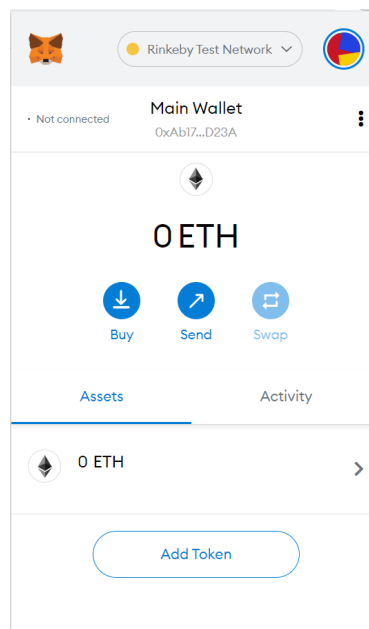 Rinkeby Test Network
Not connected
Main Wallet
0xAb17...D23A
0 ETH
Buy
Send
Swap
Assets
Activity
0 ETH
Add Token